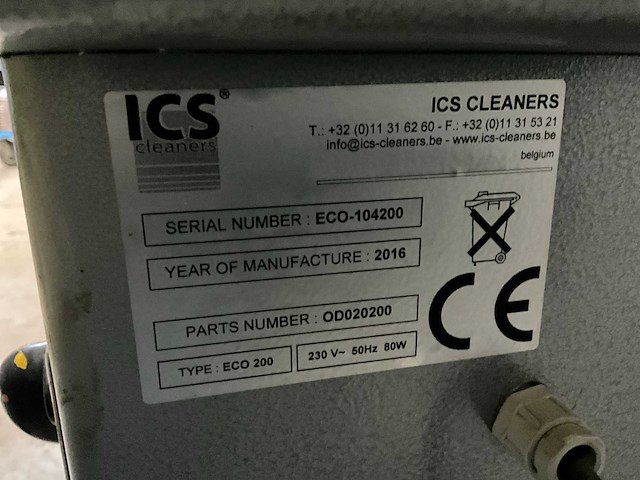 ICS®
cleaners
ICS CLEANERS
T.: +32 (0)11 31 62 60 - F.: +32 (0)11 31 53 21
info@ics-cleaners.be - www.ics-cleaners.be
belgium
SERIAL NUMBER : ECO-104200
YEAR OF MANUFACTURE : 2016
PARTS NUMBER : OD020200
TYPE : ECO 200
230 V~ 50Hz 80W
CE